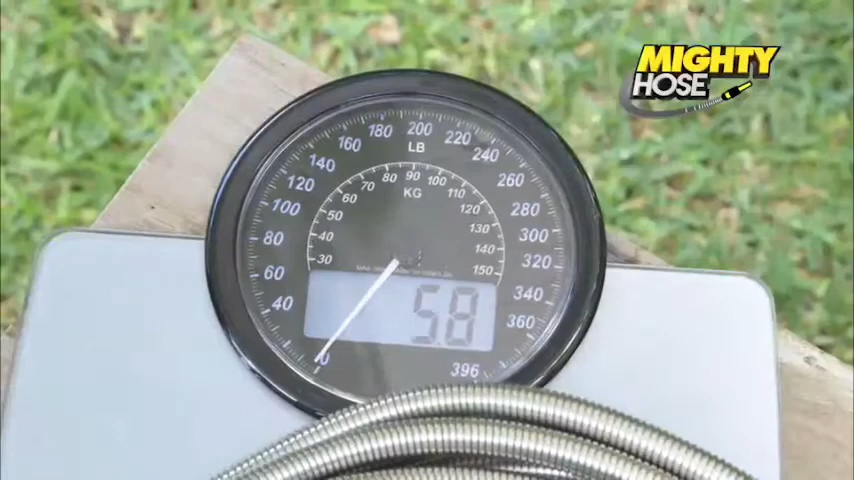 MIGHTY
HOSE
180 200 220
160 240
140 260
120 280
100 300
80 320
60 340
40 360
0 396
LB
80 90 100
70 110
60 120
50 130
40 140
30 150
KG
5.8